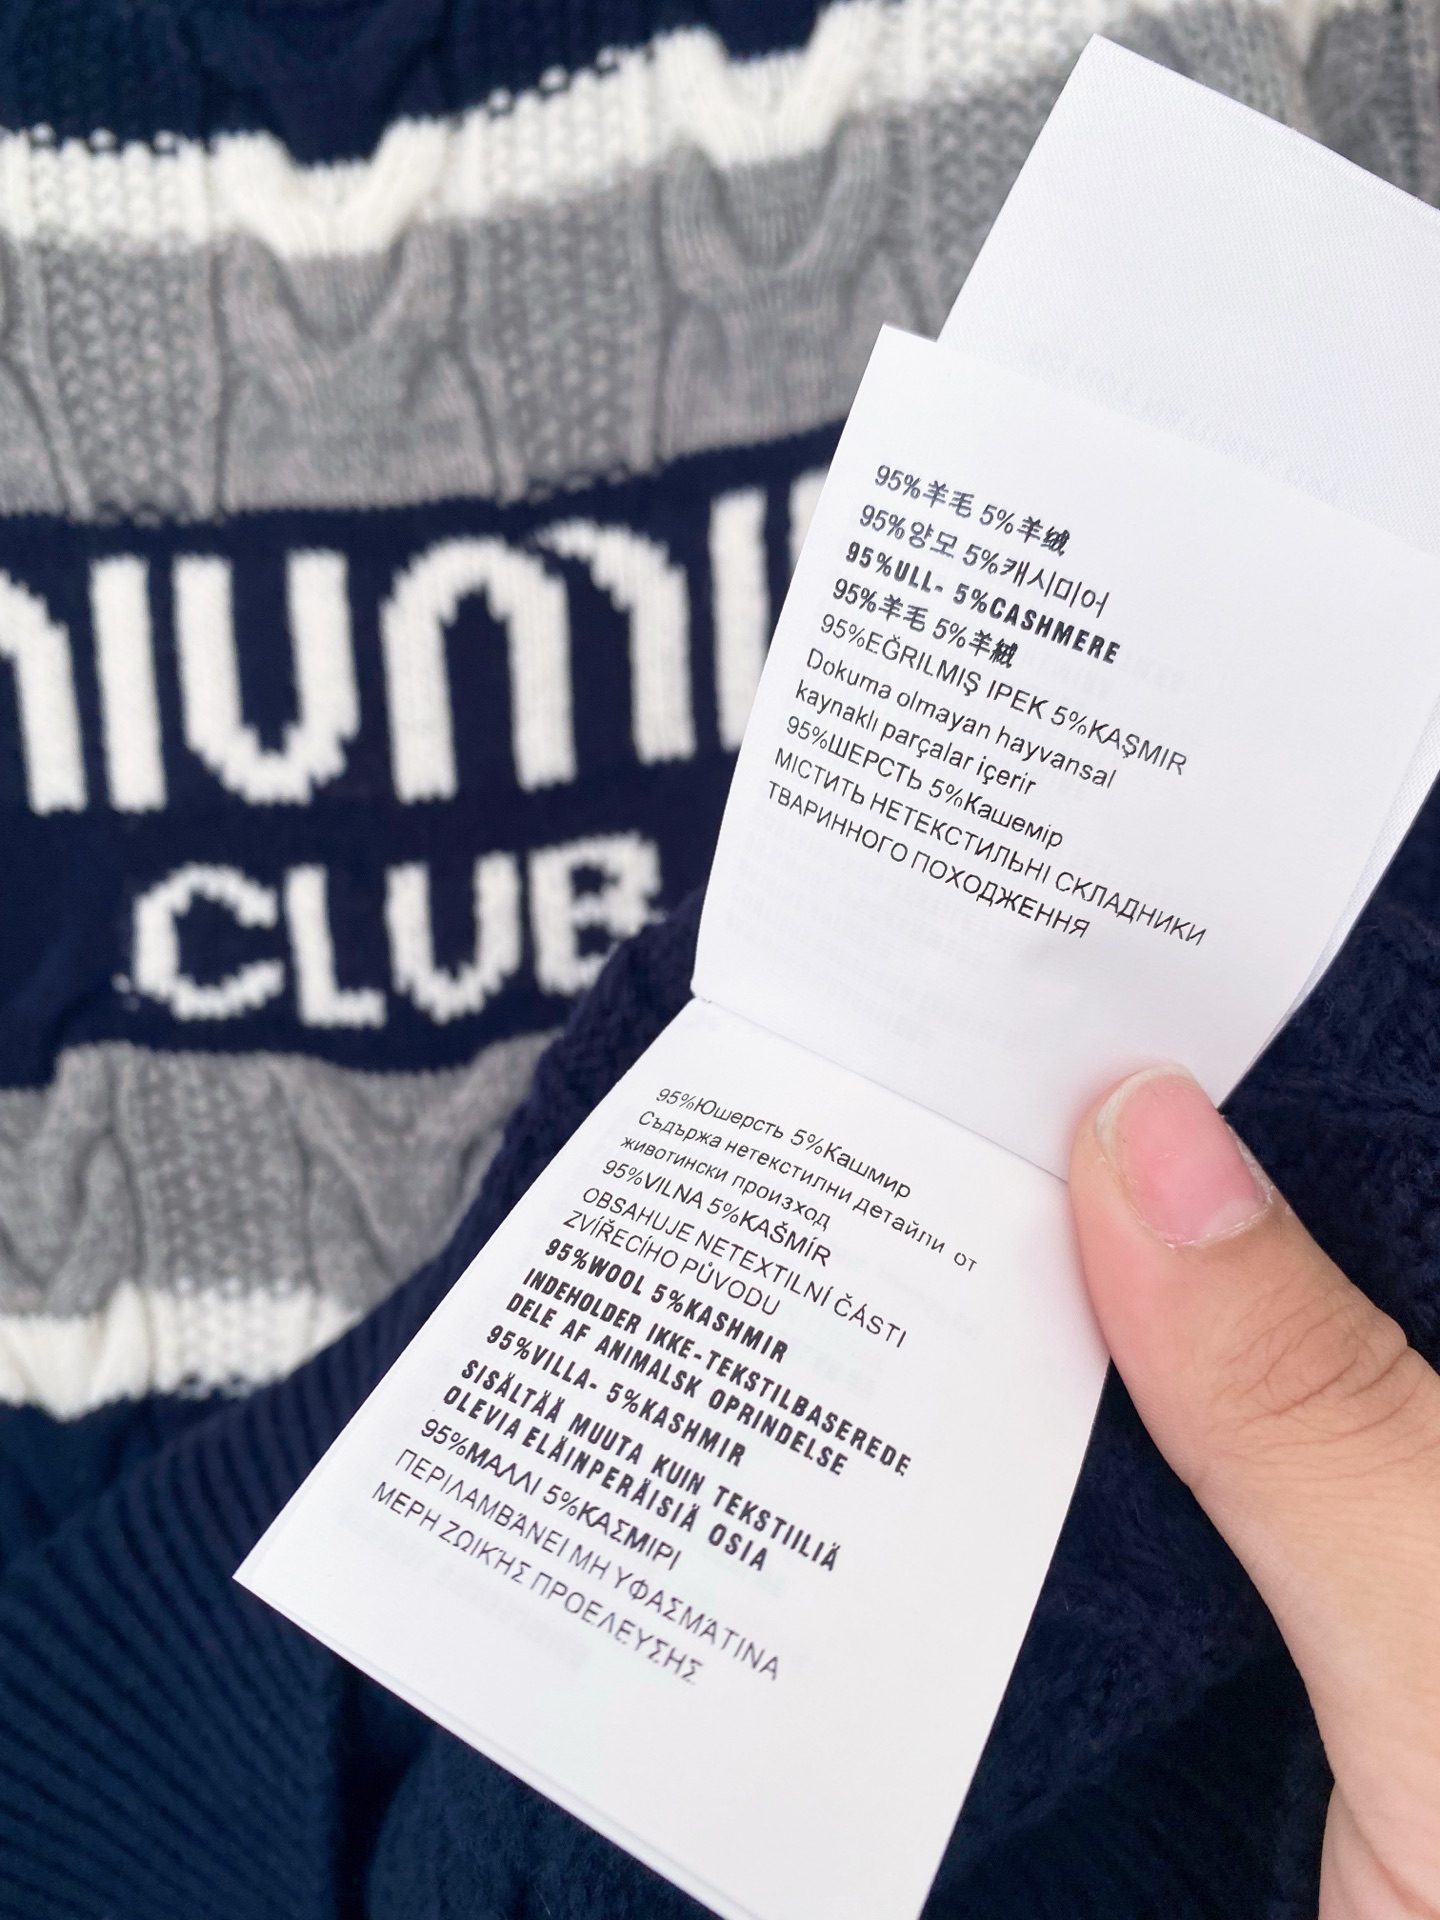 MIUMI
CLUB
95%羊毛 5%羊绒
95%양모 5%캐시미어
95%ULL- 5%CASHMERE
95%羊毛 5%羊絨
95%EĞRILMIŞ IPEK 5%KAŞMIR
Dokuma olmayan hayvansal
kaynaklı parçalar içerir
95%ШЕРСТЬ 5%Кашемір
МІСТИТЬ НЕТЕКСТИЛЬНІ СКЛАДНИКИ
ТВАРИННОГО ПОХОДЖЕННЯ
95%Юшерсть 5%Кашмир
Съдържа нетекстилни детайли от
животински произход
95%VILNA 5%KAŠMÍR
OBSAHUJE NETEXTILNÍ ČÁSTI
ZVÍŘECÍHO PŮVODU
95%WOOL 5%KASHMIR
INDEHOLDER IKKE-TEKSTILBASEREDE
DELE AF ANIMALSK OPRINDELSE
95%VILLA- 5%KASHMIR
SISÄLTÄÄ MUUTA KUIN TEKSTIILIÄ
OLEVIA ELÄINPERÄISIÄ OSIA
95%ΜΑΛΛΙ 5%ΚΑΣΜΙΡΙ
ΠΕΡΙΛΑΜΒΆΝΕΙ ΜΗ ΥΦΑΣΜΆΤΙΝΑ
ΜΕΡΗ ΖΩΙΚΉΣ ΠΡΟΕΛΕΥΣΗΣ